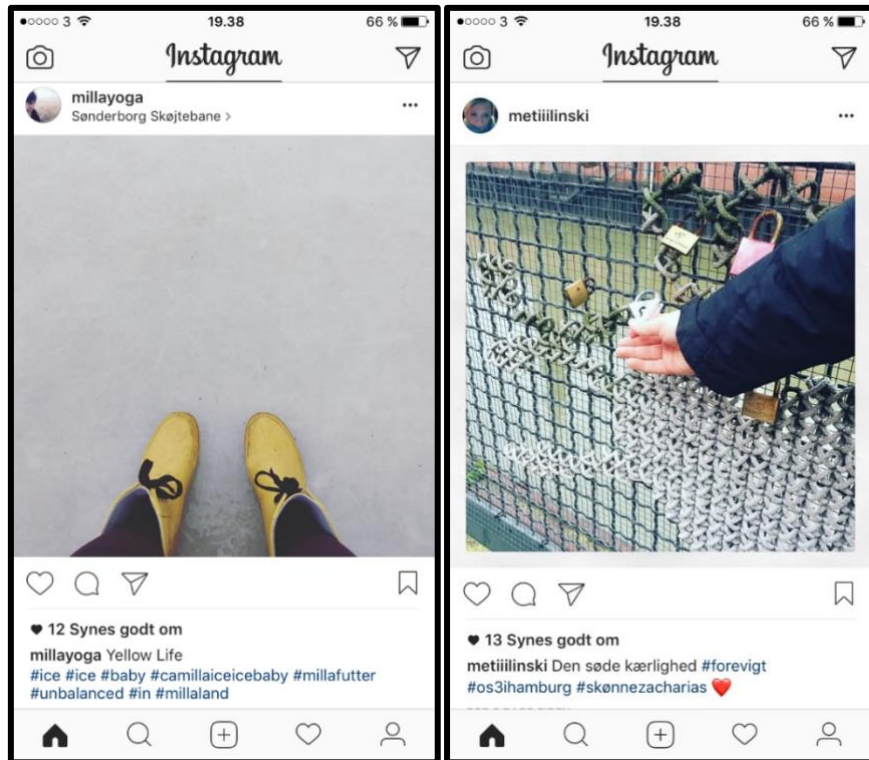 3 19.38 66 %
Instagram
millayoga
Sønderborg Skøjtebane >
12 Synes godt om
millayoga Yellow Life
#ice #ice #baby #camillaiceicebaby #millafutter
#unbalanced #in #millaland
3 19.38 66 %
Instagram
metiiilinski
13 Synes godt om
metiiilinski Den søde kærlighed #forevigt
#os3ihamburg #skønnezacharias ❤️